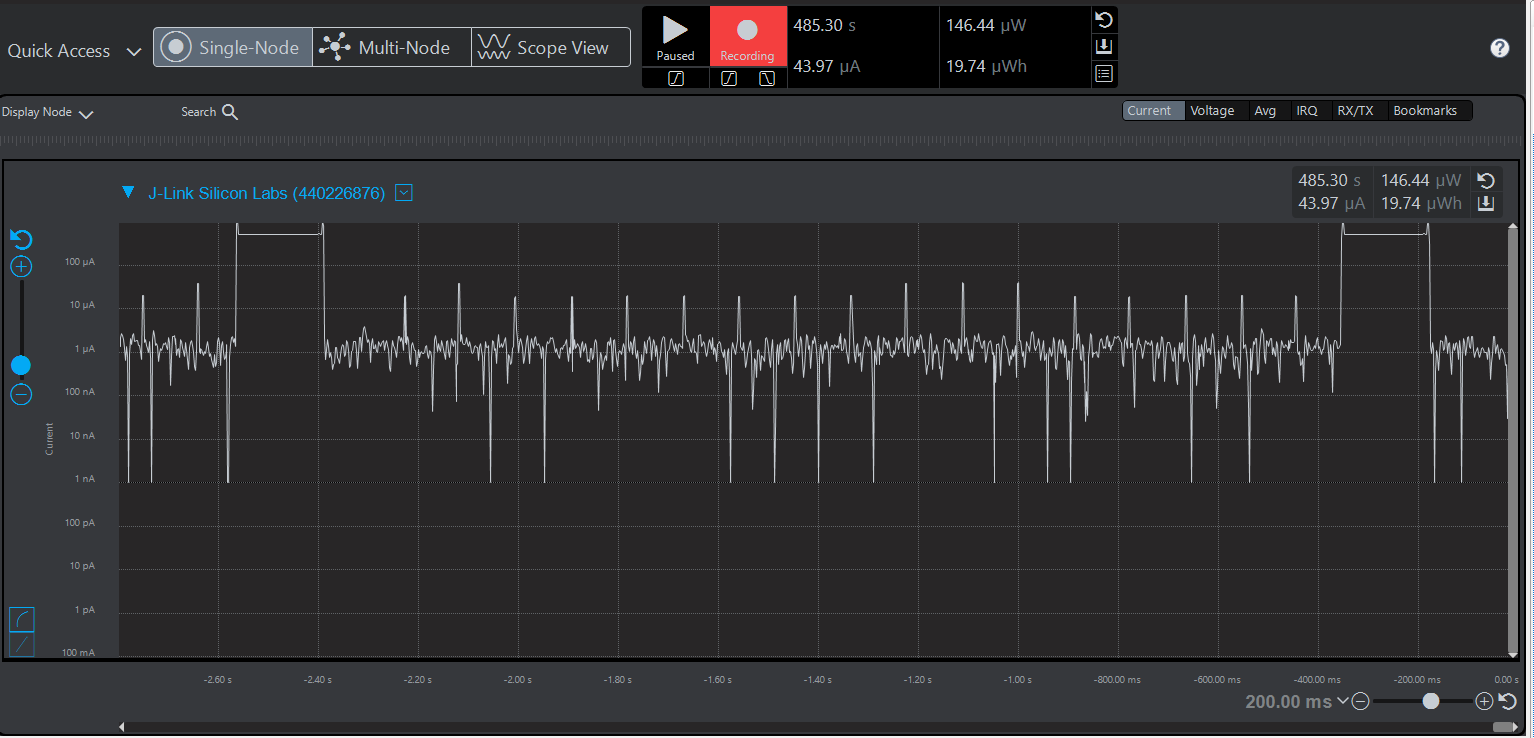 Quick Access Single-Node Multi-Node Scope View
Paused Recording
485.30 s 146.44 µW
43.97 µA 19.74 µWh
Display Node Search Current Voltage Avg IRQ RX/TX Bookmarks
J-Link Silicon Labs (440226876)
485.30 s 146.44 µW
43.97 µA 19.74 µWh
100 µA
10 µA
1 µA
100 nA
10 nA
1 nA
100 pA
10 pA
1 pA
100 mA
Current
-2.60 s -2.40 s -2.20 s -2.00 s -1.80 s -1.60 s -1.40 s -1.20 s -1.00 s -800.00 ms -600.00 ms -400.00 ms -200.00 ms 0.00 s
200.00 ms